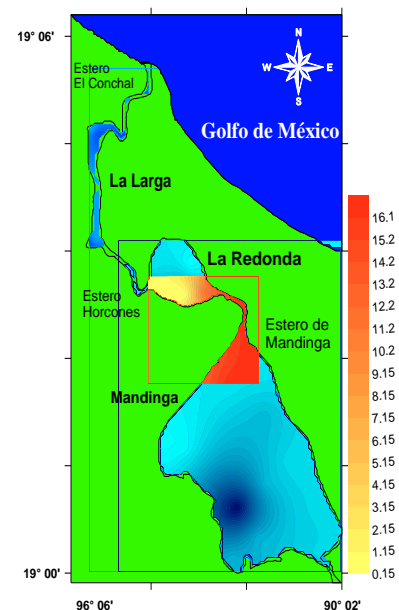 19° 06'
N
W E
S
Estero
El Conchal
Golfo de México
La Larga
La Redonda
Estero
Horcones
Estero de
Mandinga
Mandinga
16.1
15.2
14.2
13.2
12.2
11.2
10.2
9.15
8.15
7.15
6.15
5.15
4.15
3.15
2.15
1.15
0.15
19° 00'
96° 06'
90° 02'